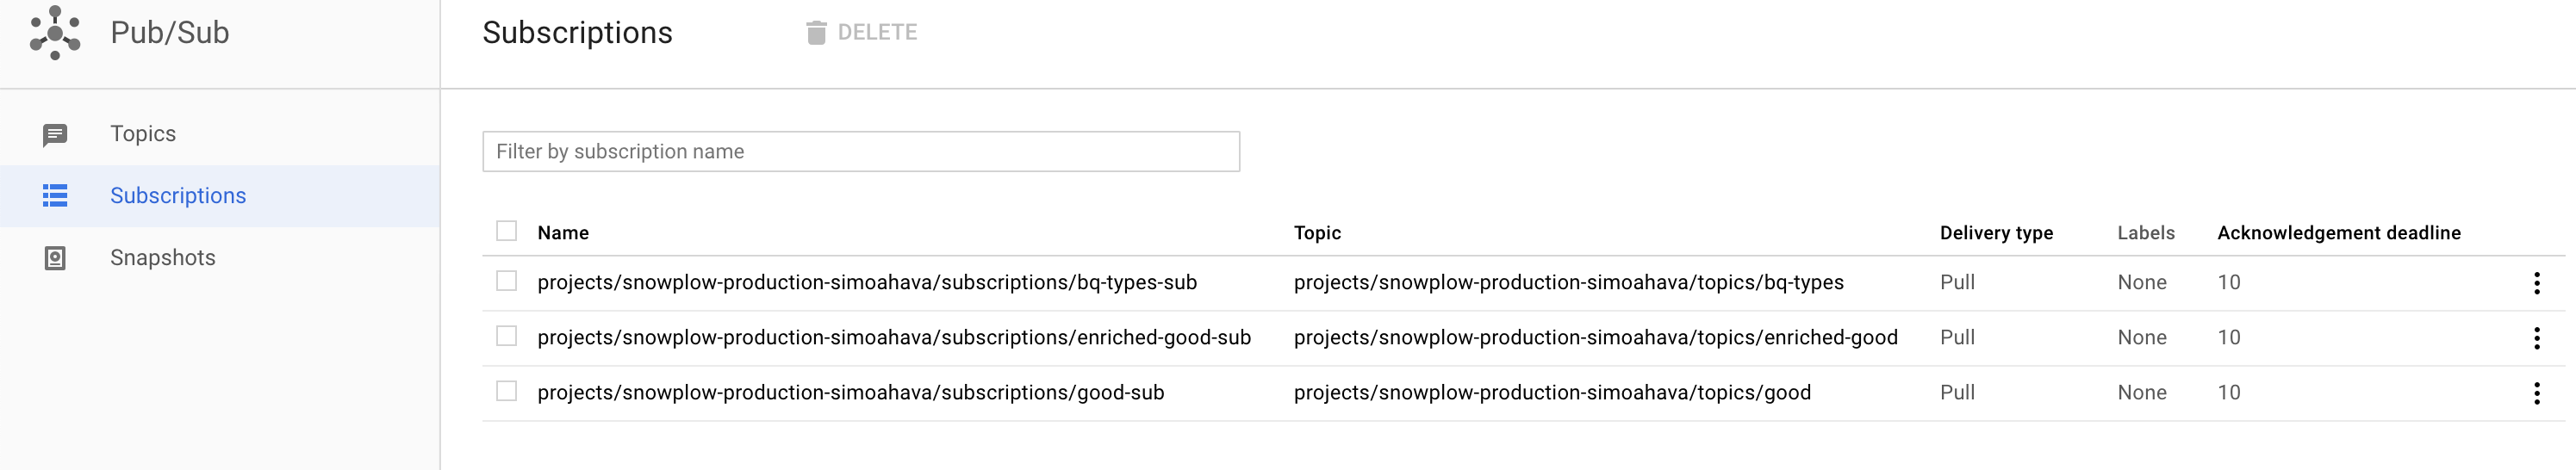 Pub/Sub
Subscriptions DELETE
Topics
Subscriptions
Snapshots
Filter by subscription name
Name Topic Delivery type Labels Acknowledgement deadline
projects/snowplow-production-simoahava/subscriptions/bq-types-sub projects/snowplow-production-simoahava/topics/bq-types Pull None 10
projects/snowplow-production-simoahava/subscriptions/enriched-good-sub projects/snowplow-production-simoahava/topics/enriched-good Pull None 10
projects/snowplow-production-simoahava/subscriptions/good-sub projects/snowplow-production-simoahava/topics/good Pull None 10